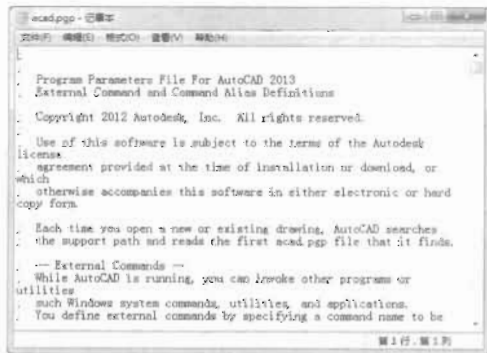 acad.pgp - 记事本
文件(F) 编辑(E) 格式(O) 查看(V) 帮助(H)
;
; Program Parameters File For AutoCAD 2013
; External Command and Command Alias Definitions
; Copyright 2012 Autodesk, Inc. All rights reserved.
; Use of this software is subject to the terms of the Autodesk
license
; agreement provided at the time of installation or download, or
which
; otherwise accompanies this software in either electronic or hard
copy form.
; Each time you open a new or existing drawing, AutoCAD searches
; the support path and reads the first acad.pgp file that it finds.
; -- External Commands --
; While AutoCAD is running, you can invoke other programs or
utilities
; such Windows system commands, utilities, and applications.
; You define external commands by specifying a command name to be
第 1 行，第 1 列